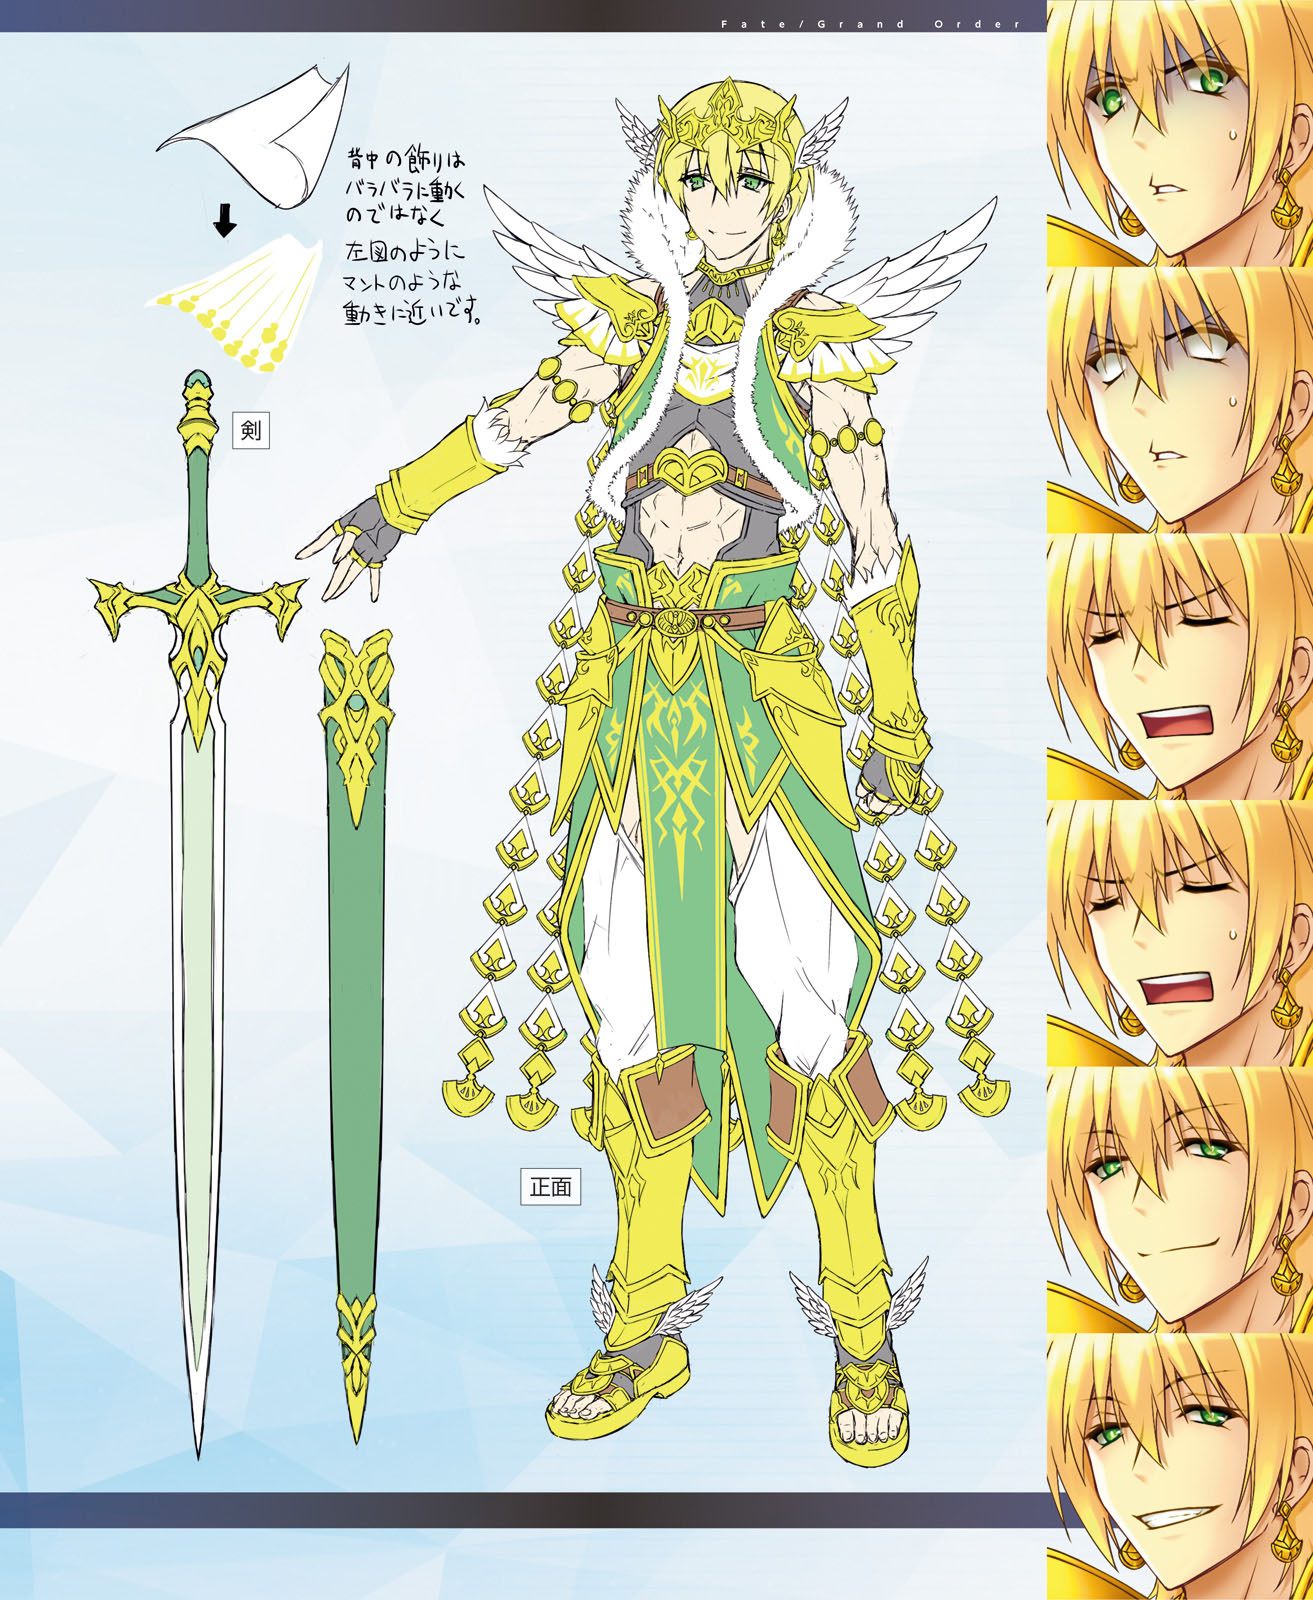 Fate/Grand Order
背中の飾りは
バラバラに動く
のではなく
左図のように
マントのような
動きに近いです。
剣
正面